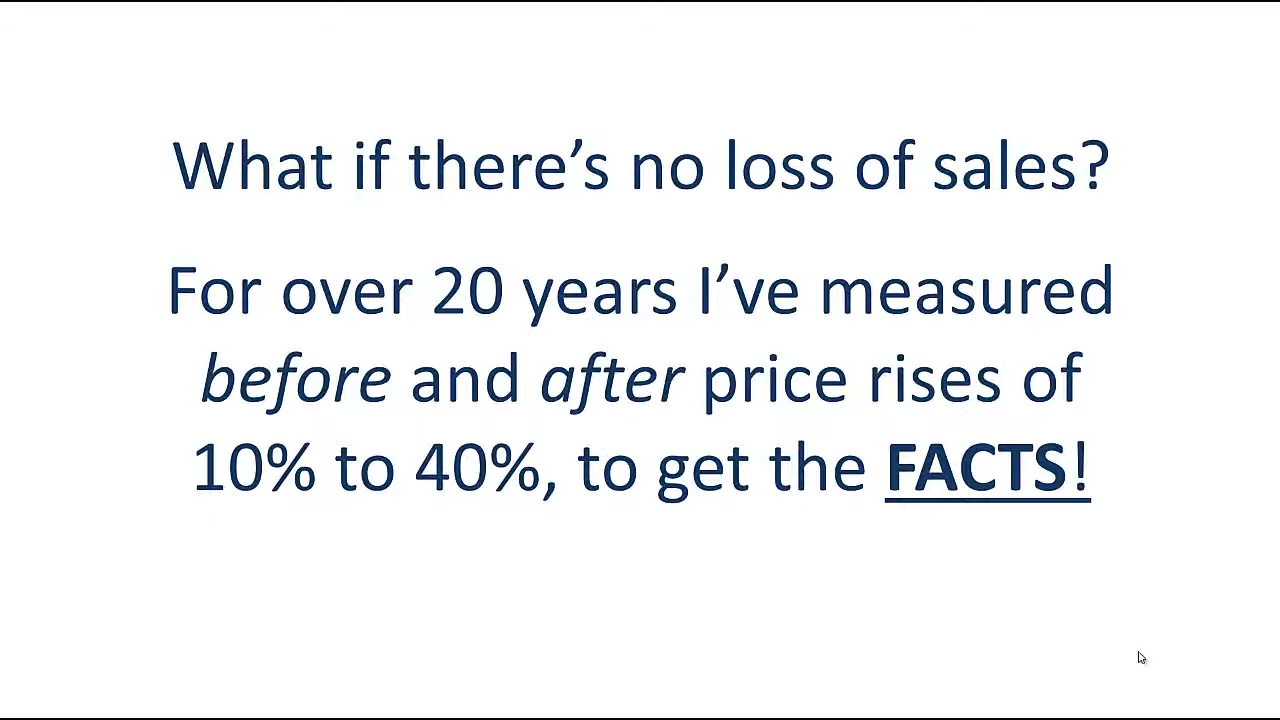 What if there’s no loss of sales?
For over 20 years I’ve measured
before and after price rises of
10% to 40%, to get the FACTS!